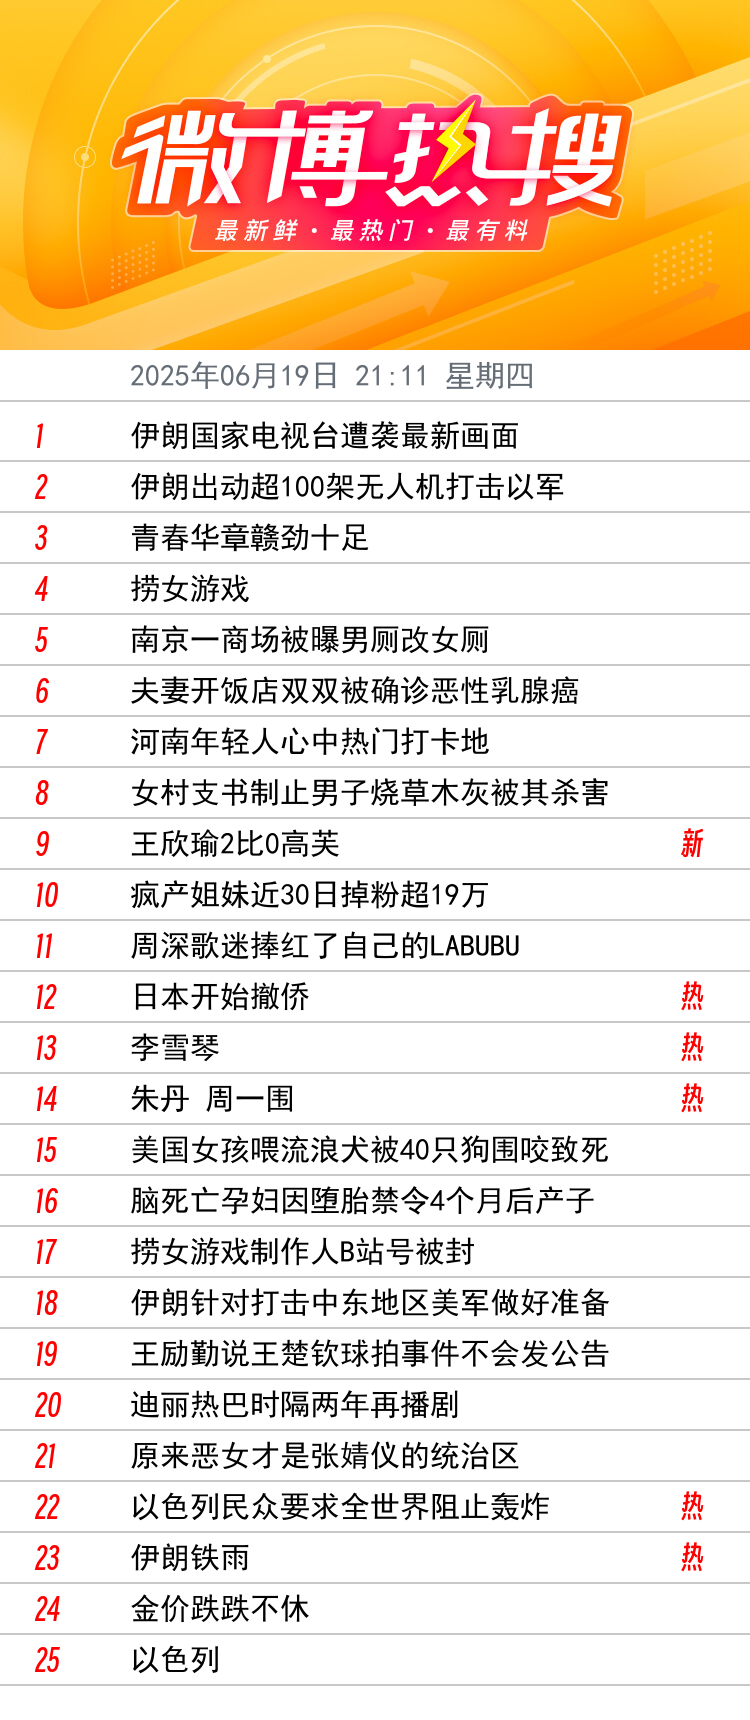 微博热搜
最新鲜·最热门·最有料
2025年06月19日 21:11 星期四
1 伊朗国家电视台遭袭最新画面
2 伊朗出动超100架无人机打击以军
3 青春华章赣劲十足
4 捞女游戏
5 南京一商场被曝男厕改女厕
6 夫妻开饭店双双被确诊恶性乳腺癌
7 河南年轻人心中热门打卡地
8 女村支书制止男子烧草木灰被其杀害
9 王欣瑜2比0高芙 新
10 疯产姐妹近30日掉粉超19万
11 周深歌迷捧红了自己的LABUBU
12 日本开始撤侨 热
13 李雪琴 热
14 朱丹 周一围 热
15 美国女孩喂流浪犬被40只狗围咬致死
16 脑死亡孕妇因堕胎禁令4个月后产子
17 捞女游戏制作人B站号被封
18 伊朗针对打击中东地区美军做好准备
19 王励勤说王楚钦球拍事件不会发公告
20 迪丽热巴时隔两年再播剧
21 原来恶女才是张婧仪的统治区
22 以色列民众要求全世界阻止轰炸 热
23 伊朗铁雨 热
24 金价跌跌不休
25 以色列